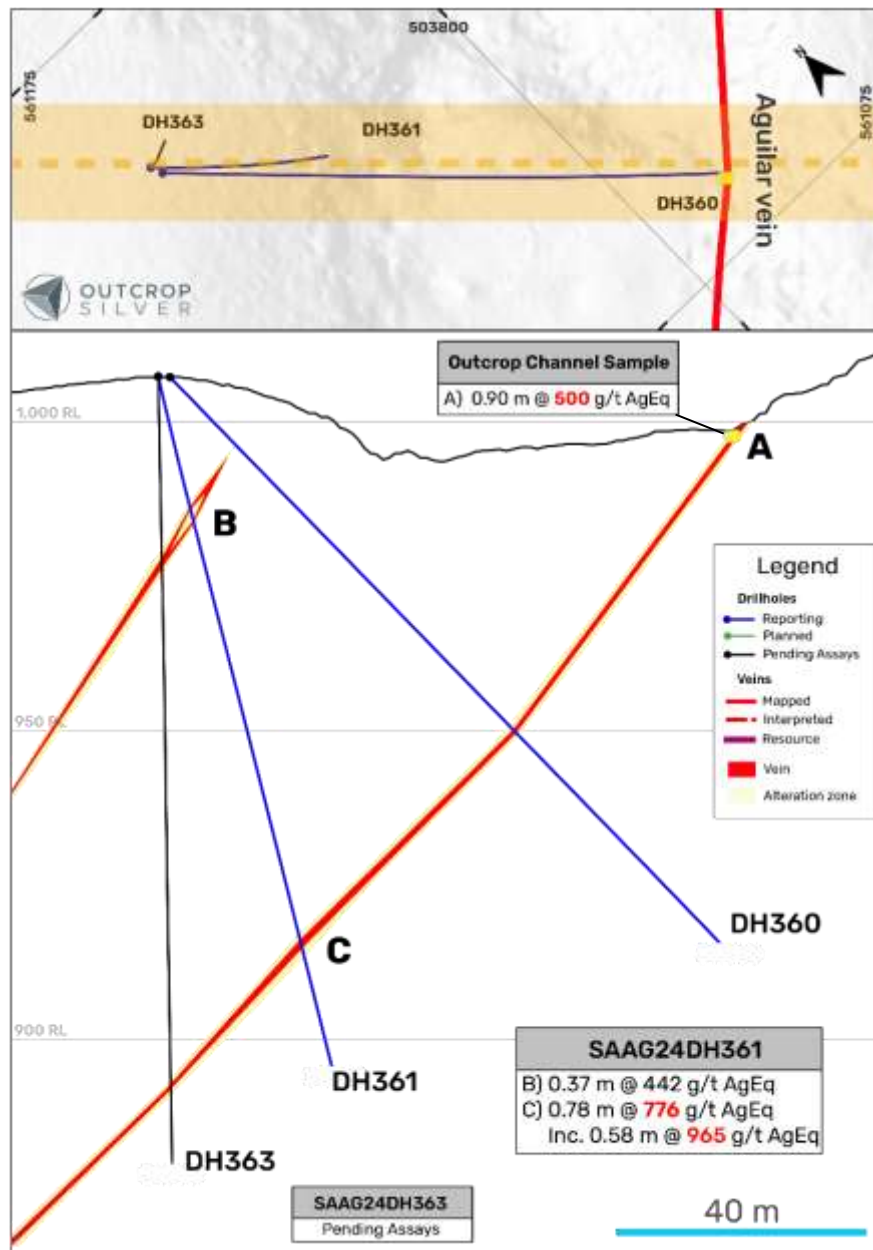 503800
561175
561075
N
DH363
DH361
DH360
Aguilar vein
OUTCROP
SILVER
Outcrop Channel Sample
A) 0.90 m @ 500 g/t AgEq
1,000 RL
A
B
Legend
Drillholes
Reporting
Planned
Pending Assays
Veins
Mapped
Interpreted
Resource
Vein
Alteration zone
950 RL
DH360
C
900 RL
SAAG24DH361
B) 0.37 m @ 442 g/t AgEq
C) 0.78 m @ 776 g/t AgEq
Inc. 0.58 m @ 965 g/t AgEq
DH361
DH363
SAAG24DH363
Pending Assays
40 m